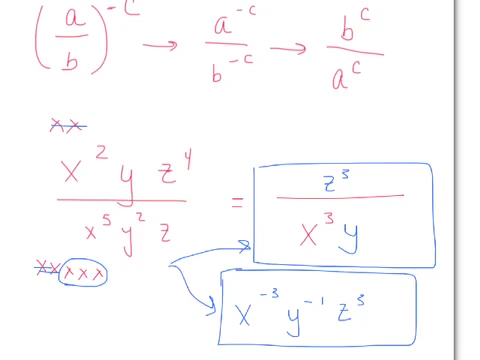 (a/b)^-c → a^-c / b^-c → b^c / a^c
xx
x^2 y z^4 / x^5 y^2 z = z^3 / x^3 y
xx xxx
x^-3 y^-1 z^3